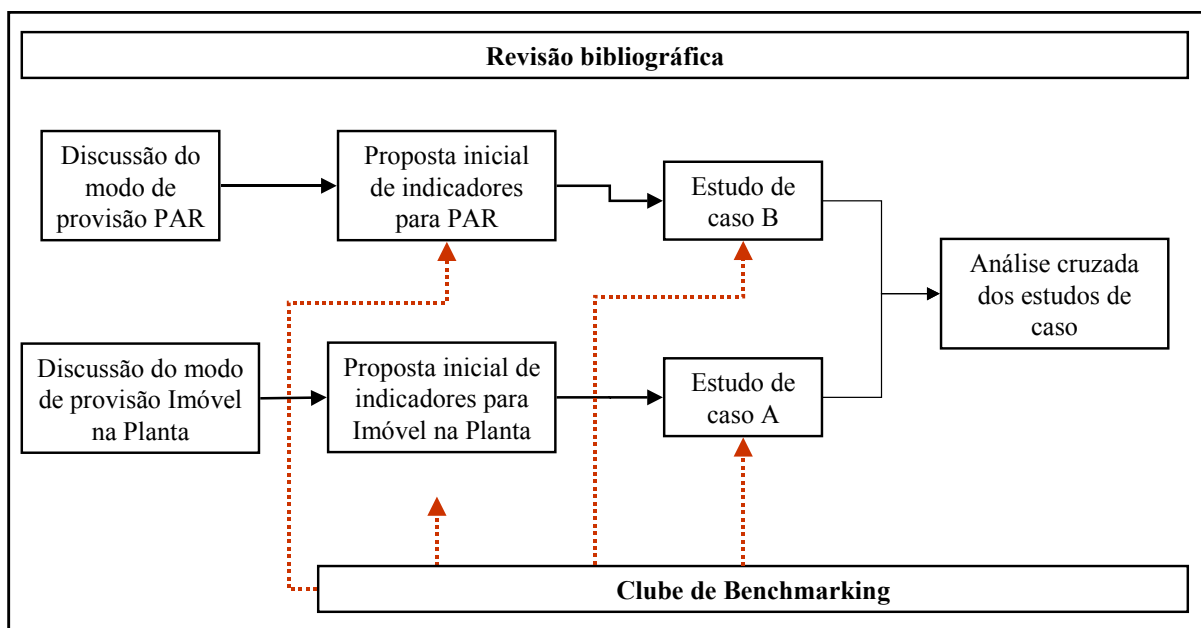 Revisão bibliográfica
Discussão do
modo de
provisão PAR
Proposta inicial
de indicadores
para PAR
Estudo de
caso B
Análise cruzada
dos estudos de
caso
Discussão do modo
de provisão Imóvel
na Planta
Proposta inicial de
indicadores para
Imóvel na Planta
Estudo de
caso A
Clube de Benchmarking